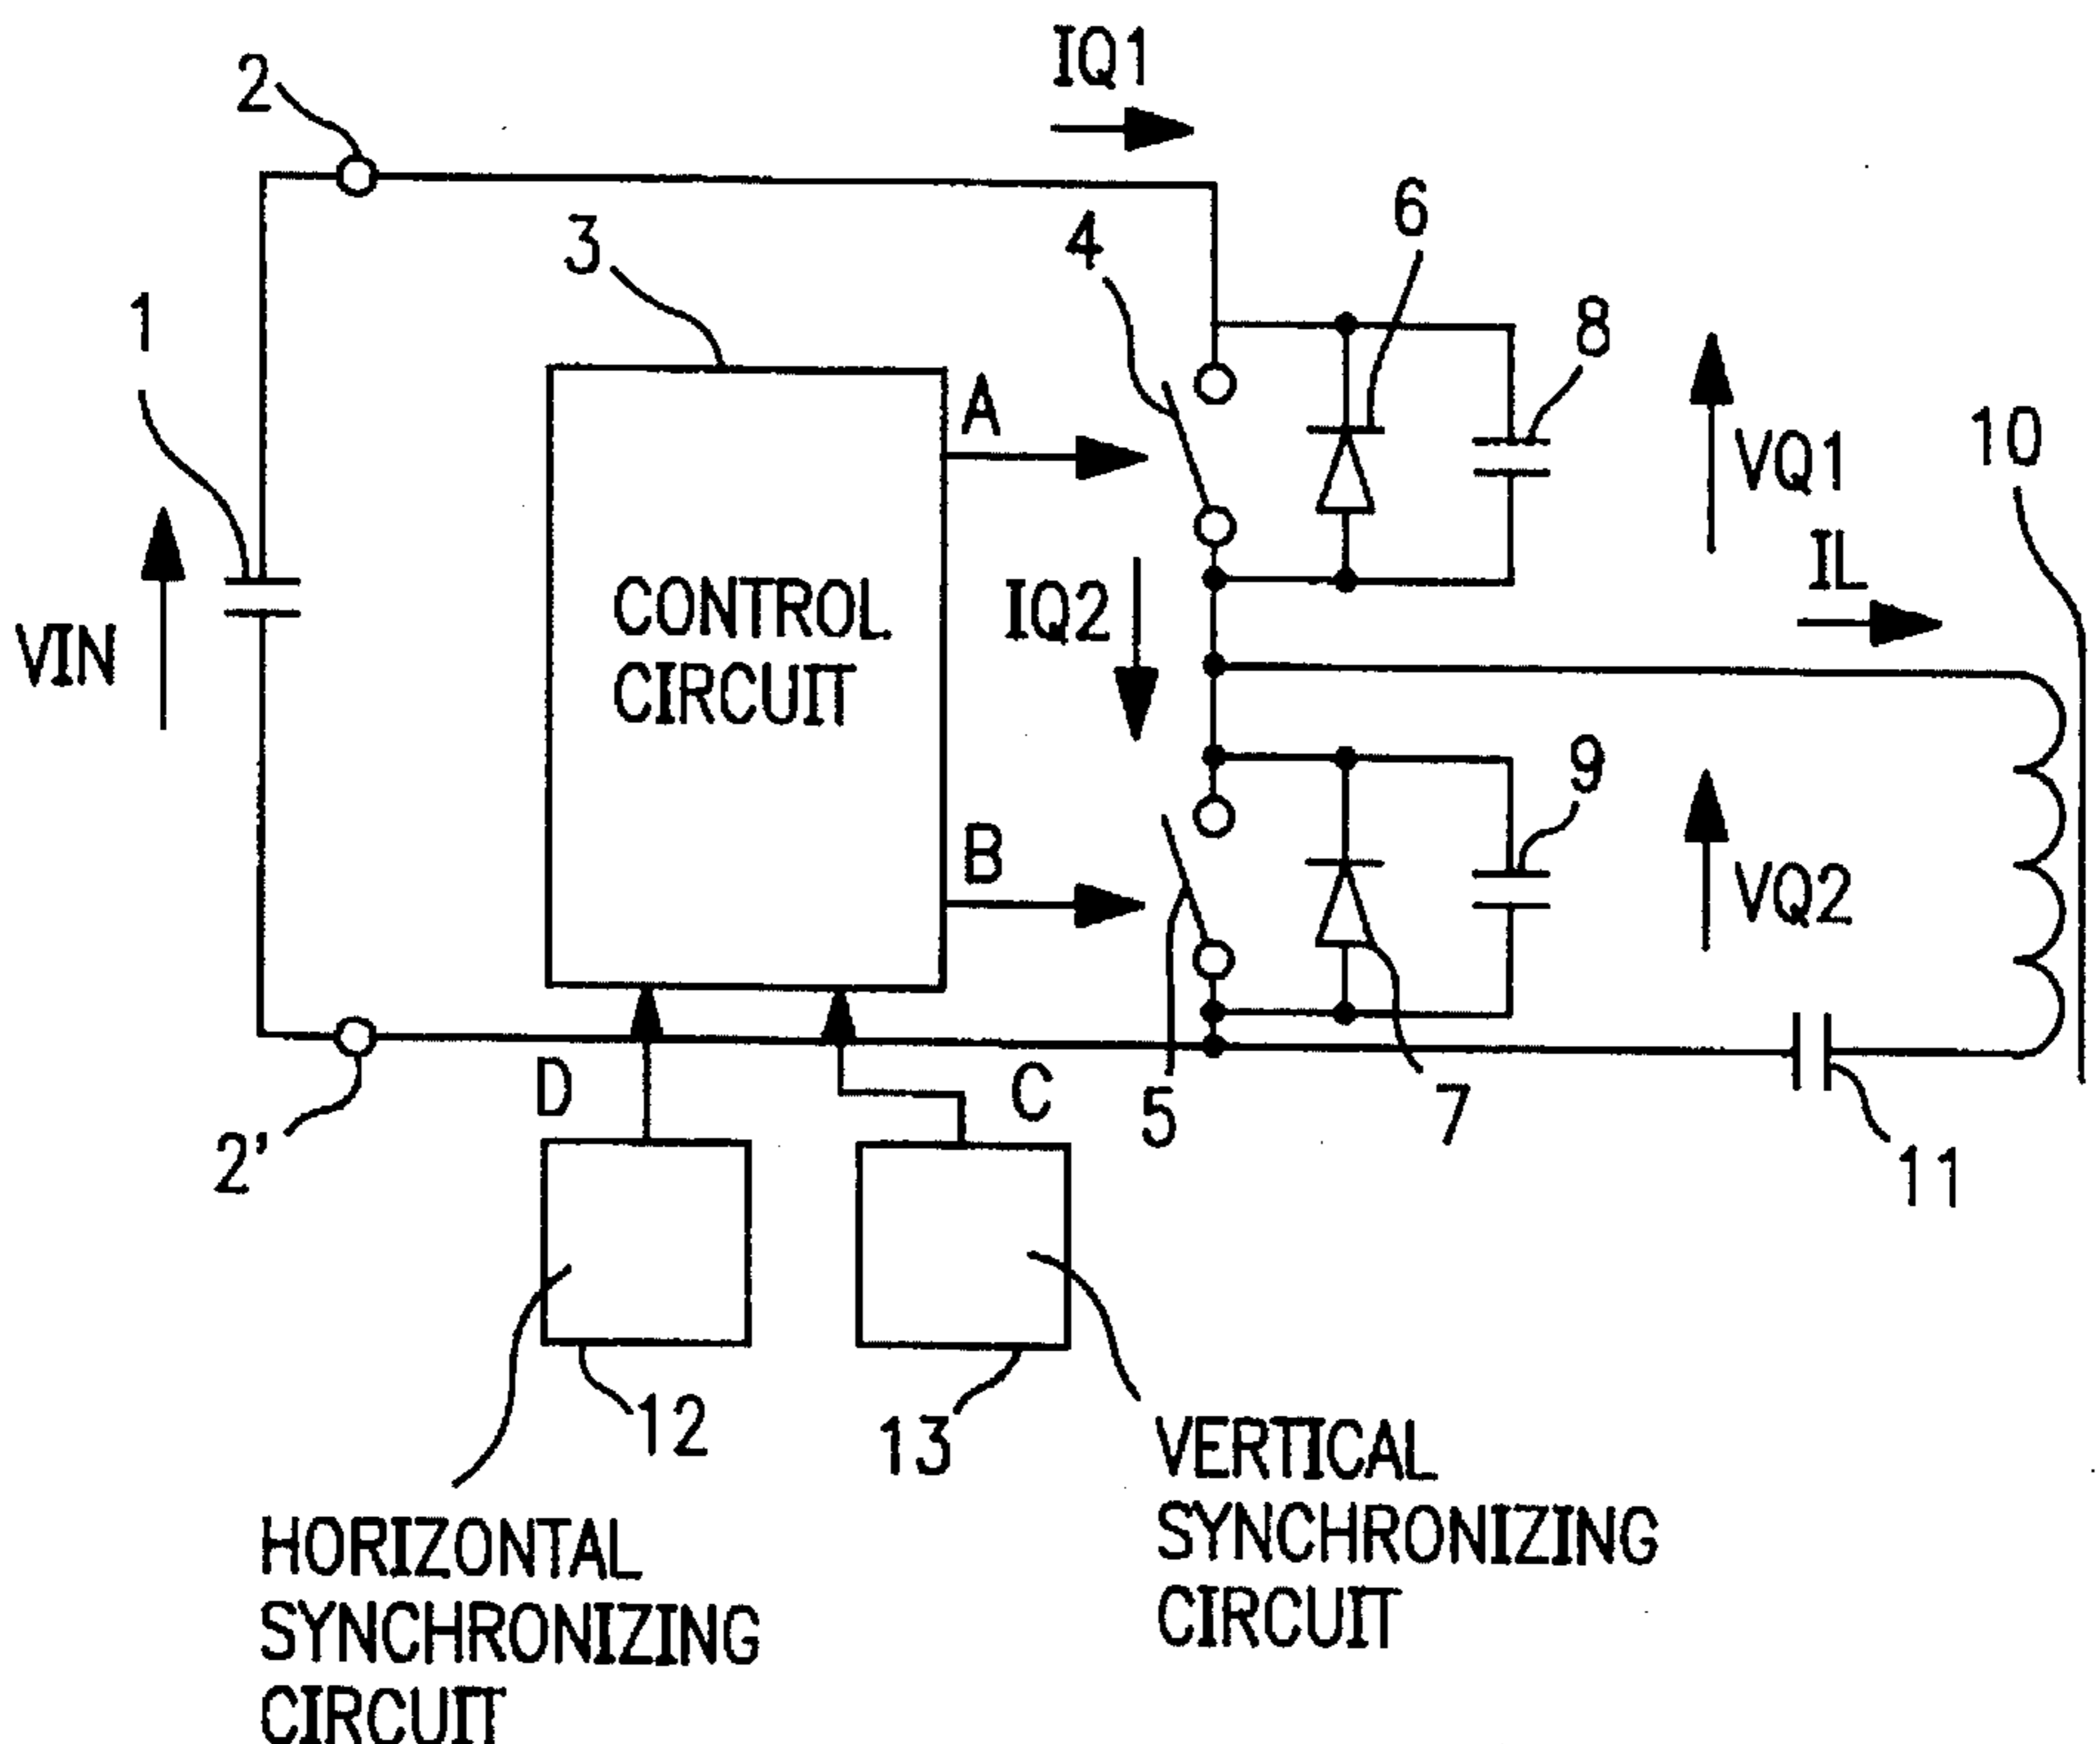 IQ1
2
3
4
6
8
1
A
VQ1
10
IL
VIN
CONTROL
CIRCUIT
IQ2
9
B
VQ2
D
C
5
7
2'
11
12
13
VERTICAL
SYNCHRONIZING
CIRCUIT
HORIZONTAL
SYNCHRONIZING
CIRCUIT